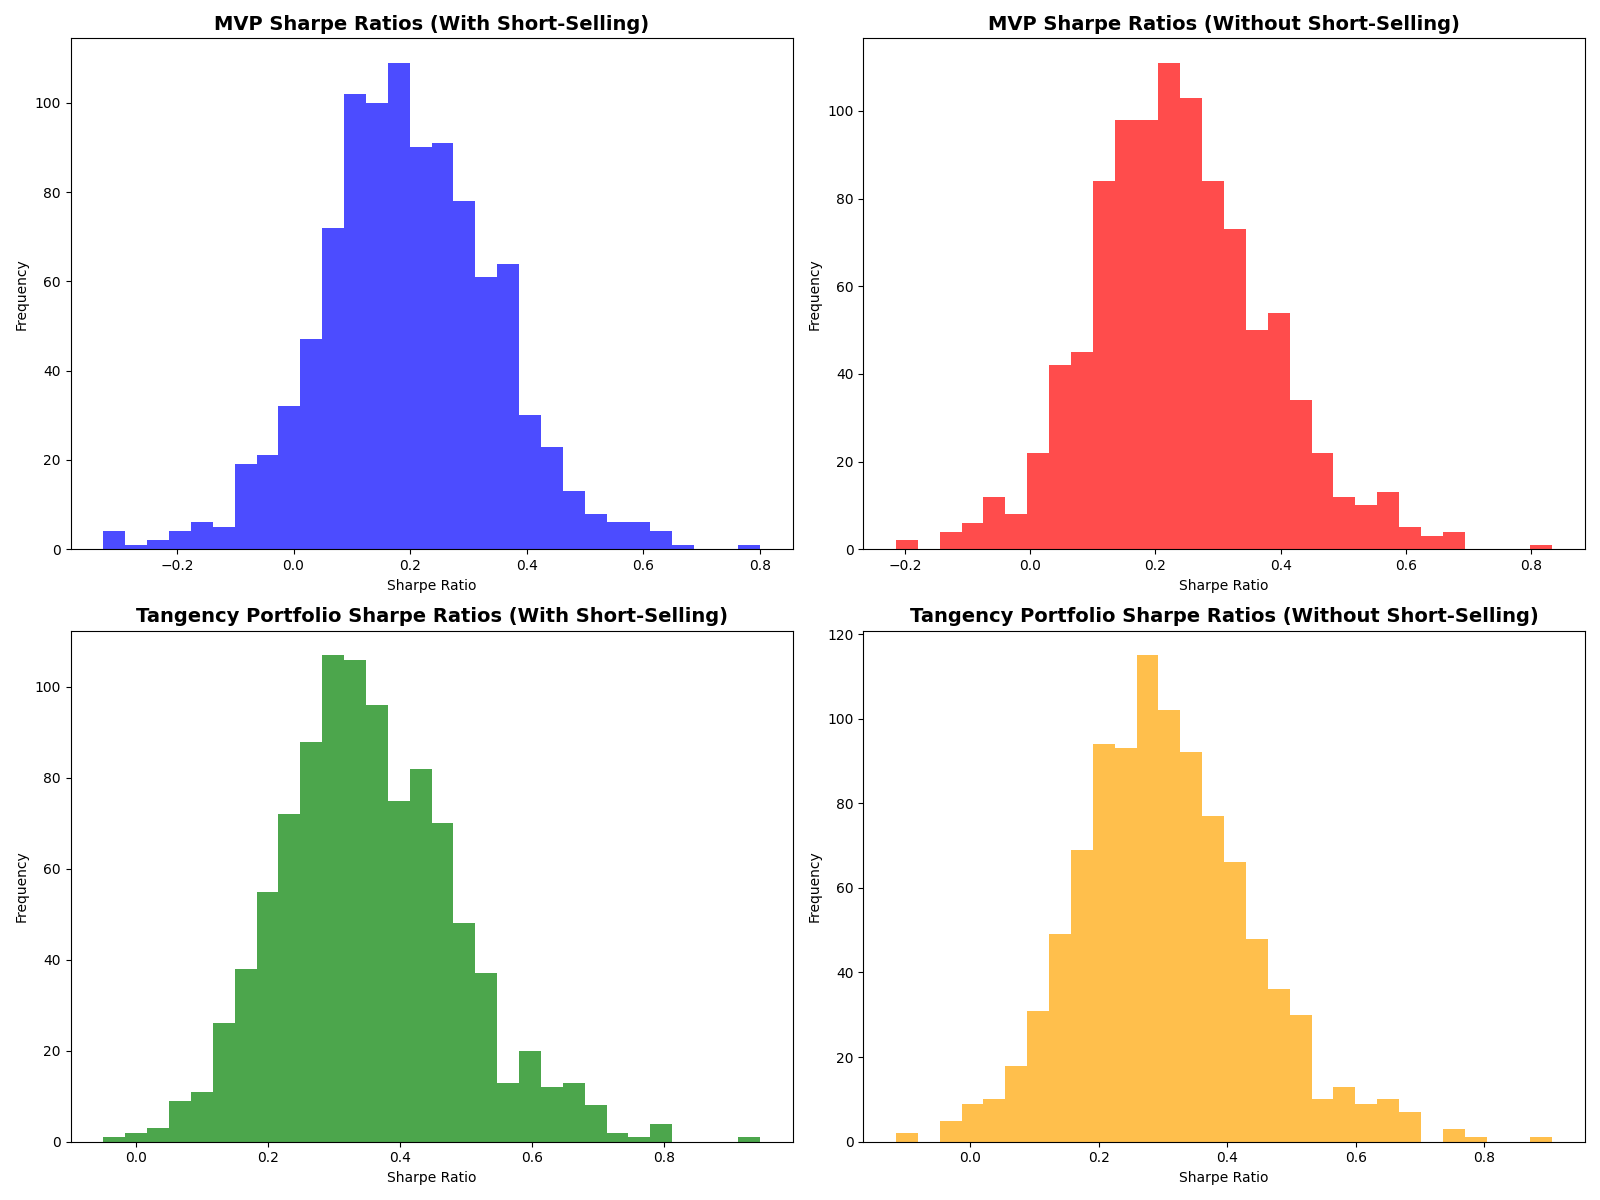 MVP Sharpe Ratios (With Short-Selling)
Frequency
100
80
60
40
20
0
−0.2 0.0 0.2 0.4 0.6 0.8
Sharpe Ratio
MVP Sharpe Ratios (Without Short-Selling)
Frequency
100
80
60
40
20
0
−0.2 0.0 0.2 0.4 0.6 0.8
Sharpe Ratio
Tangency Portfolio Sharpe Ratios (With Short-Selling)
Frequency
100
80
60
40
20
0
0.0 0.2 0.4 0.6 0.8
Sharpe Ratio
Tangency Portfolio Sharpe Ratios (Without Short-Selling)
Frequency
120
100
80
60
40
20
0
0.0 0.2 0.4 0.6 0.8
Sharpe Ratio